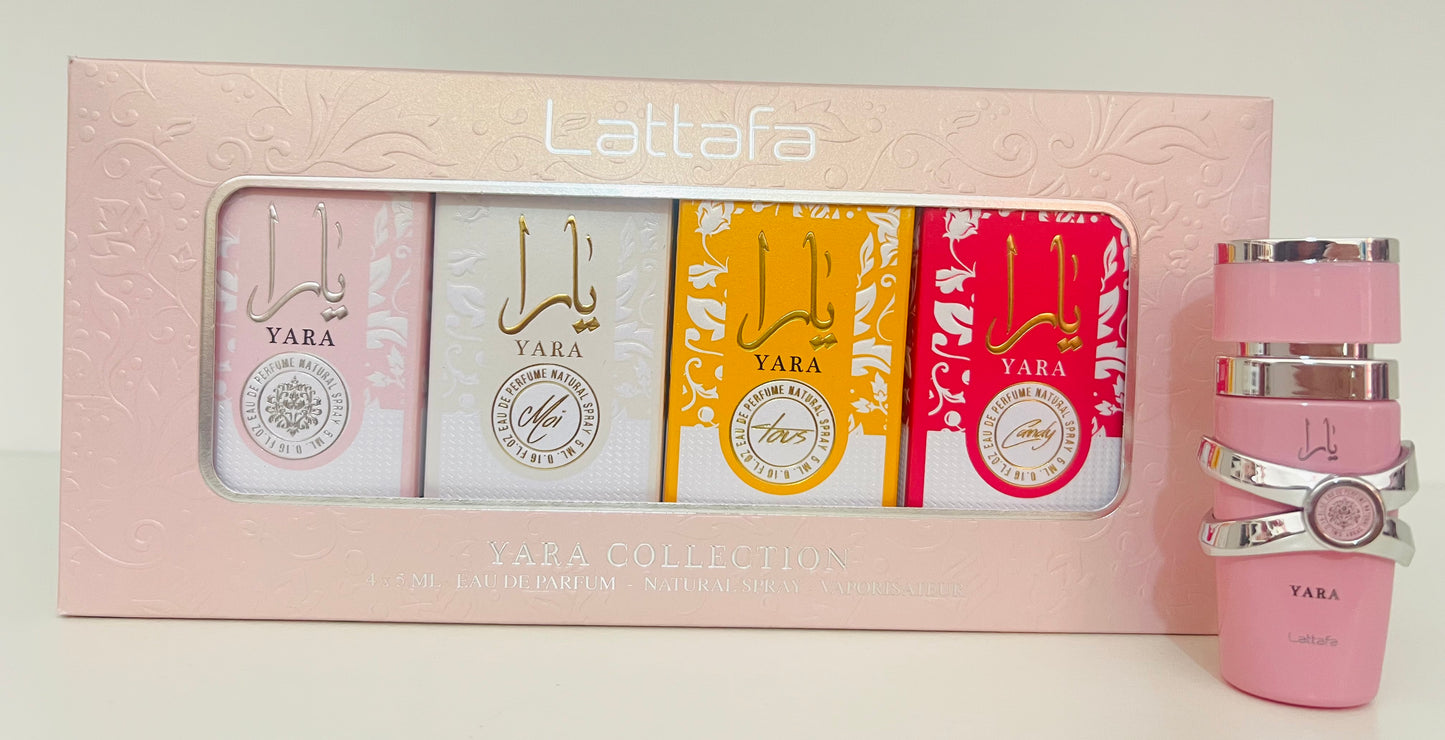 Lattafa
يارا
YARA
EAU DE PERFUME NATURAL SPRAY 5 ML. 0.16 FL.OZ
يارا
YARA
EAU DE PERFUME NATURAL SPRAY 5 ML. 0.16 FL.OZ
Moi
يارا
YARA
EAU DE PERFUME NATURAL SPRAY 5 ML. 0.16 FL.OZ
tous
يارا
YARA
EAU DE PERFUME NATURAL SPRAY 5 ML. 0.16 FL.OZ
Candy
YARA COLLECTION
4 x 5 ML - EAU DE PARFUM - NATURAL SPRAY - VAPORISATEUR
يارا
YARA
Lattafa